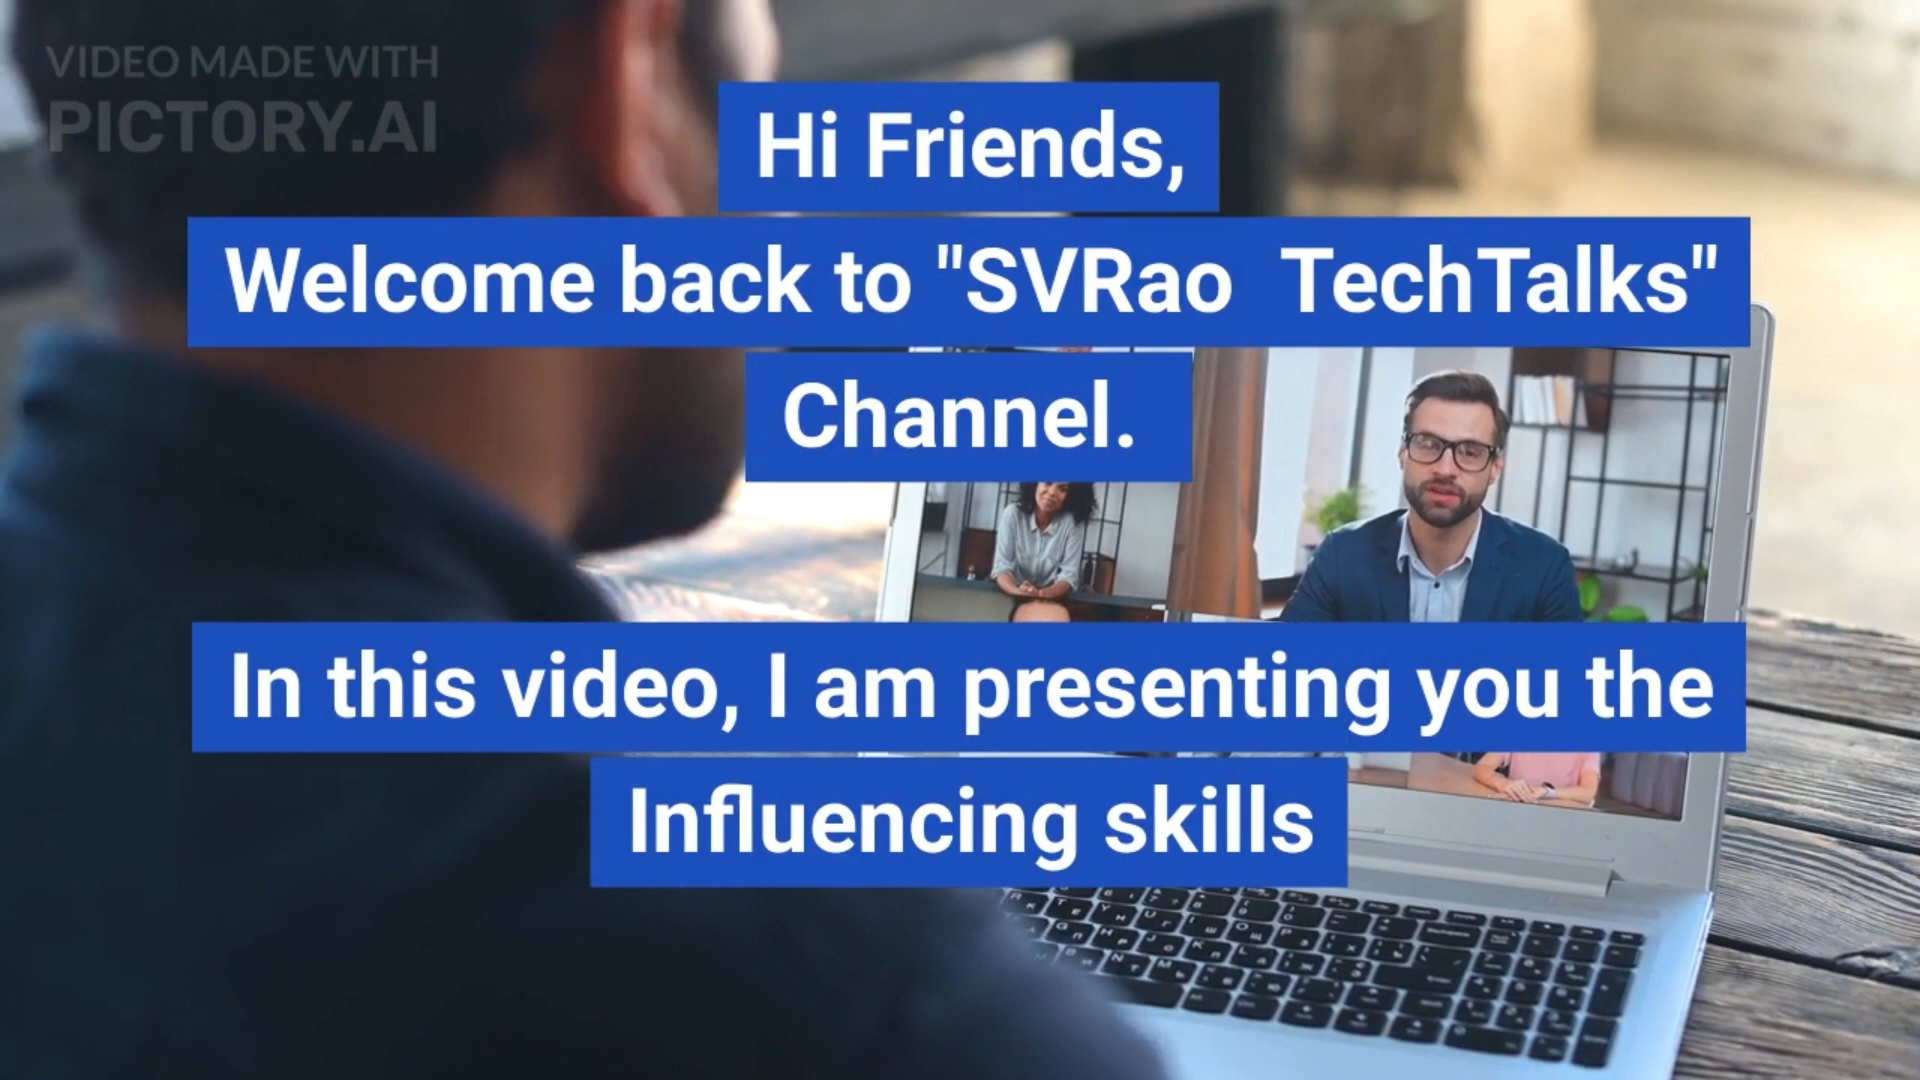 VIDEO MADE WITH
PICTORY.AI
Hi Friends,
Welcome back to "SVRao  TechTalks"
Channel.
In this video, I am presenting you the
Influencing skills